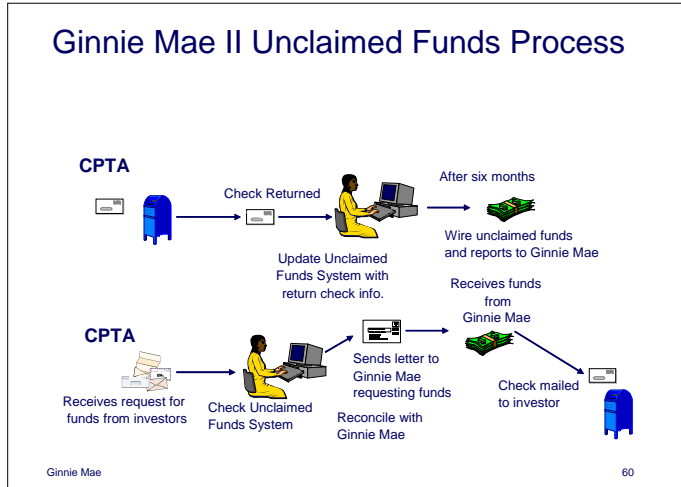 Ginnie Mae II Unclaimed Funds Process
CPTA
Check Returned
After six months
Update Unclaimed
Funds System with
return check info.
Wire unclaimed funds
and reports to Ginnie Mae
CPTA
Receives request for
funds from investors
Check Unclaimed
Funds System
Sends letter to
Ginnie Mae
requesting funds
Reconcile with
Ginnie Mae
Receives funds
from
Ginnie Mae
Check mailed
to investor
Ginnie Mae
60